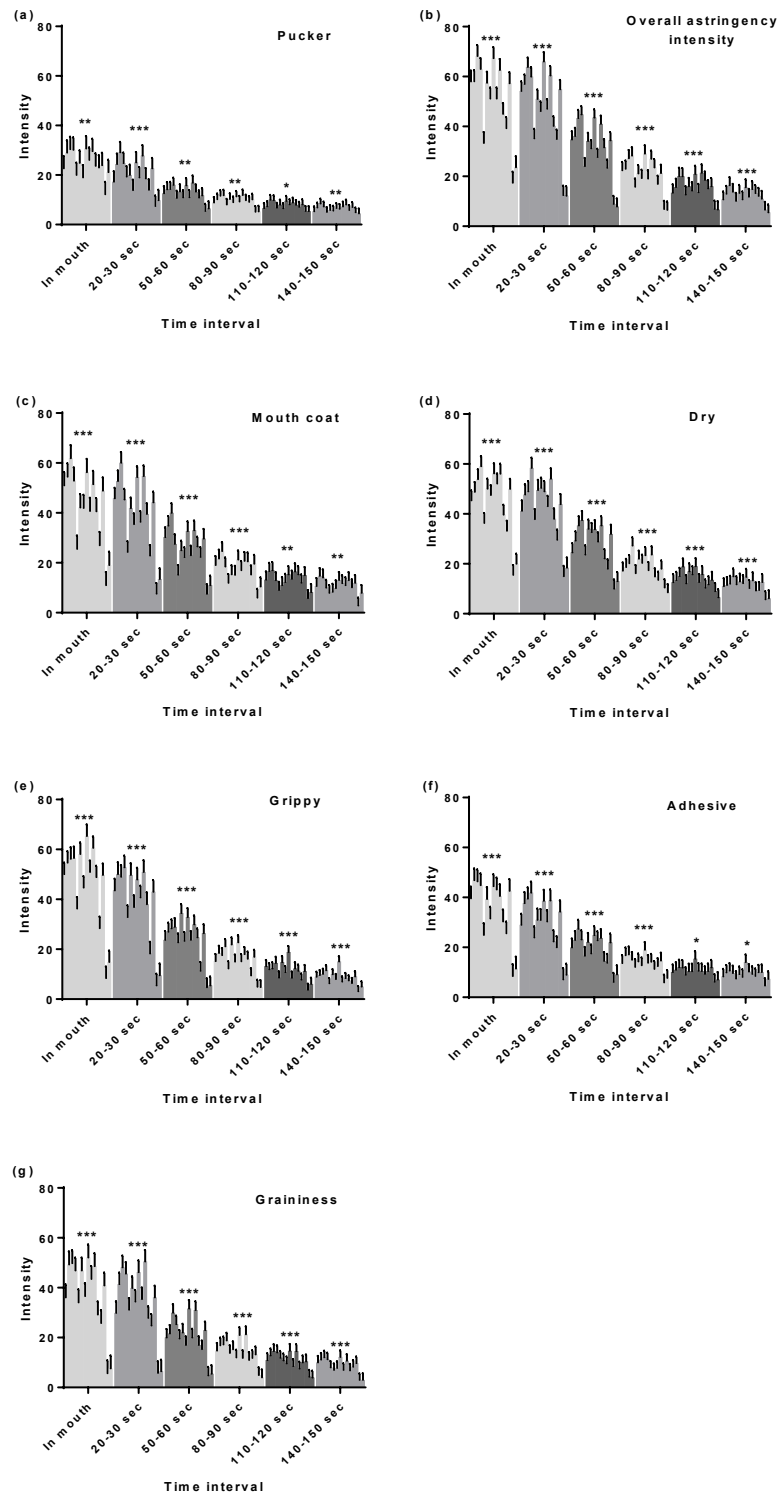 (a)
Pucker
80
60
40
20
0
Intensity
**
***
**
**
*
**
In mouth
20-30 sec
50-60 sec
80-90 sec
110-120 sec
140-150 sec
Time interval
(b)
Overall astringency
intensity
80
60
40
20
0
Intensity
***
***
***
***
***
***
In mouth
20-30 sec
50-60 sec
80-90 sec
110-120 sec
140-150 sec
Time interval
(c)
Mouth coat
80
60
40
20
0
Intensity
***
***
***
***
**
**
In mouth
20-30 sec
50-60 sec
80-90 sec
110-120 sec
140-150 sec
Time interval
(d)
Dry
80
60
40
20
0
Intensity
***
***
***
***
***
***
In mouth
20-30 sec
50-60 sec
80-90 sec
110-120 sec
140-150 sec
Time interval
(e)
Grippy
80
60
40
20
0
Intensity
***
***
***
***
***
***
In mouth
20-30 sec
50-60 sec
80-90 sec
110-120 sec
140-150 sec
Time interval
(f)
Adhesive
80
60
40
20
0
Intensity
***
***
***
***
*
*
In mouth
20-30 sec
50-60 sec
80-90 sec
110-120 sec
140-150 sec
Time interval
(g)
Graininess
80
60
40
20
0
Intensity
***
***
***
***
***
***
In mouth
20-30 sec
50-60 sec
80-90 sec
110-120 sec
140-150 sec
Time interval